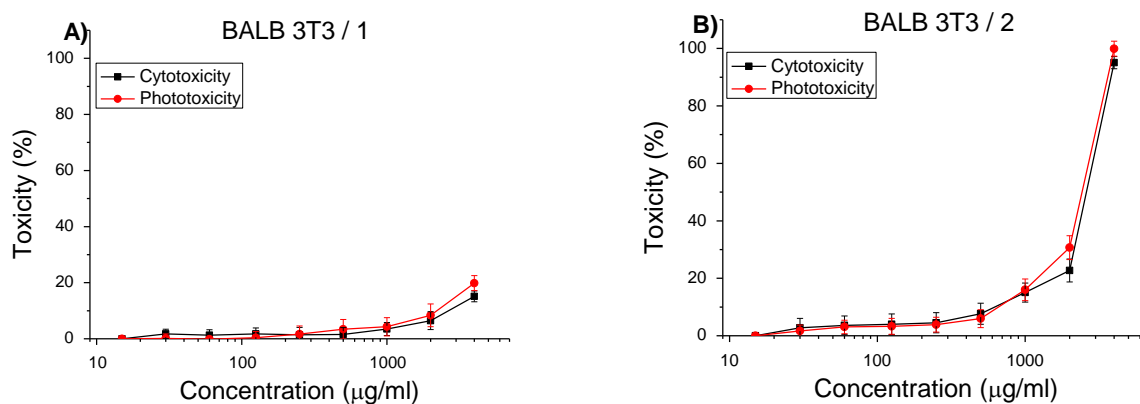 A)
BALB 3T3 / 1
Cytotoxicity
Phototoxicity
Toxicity (%)
100
80
60
40
20
0
10
100
1000
Concentration (μg/ml)
B)
BALB 3T3 / 2
Cytotoxicity
Phototoxicity
Toxicity (%)
100
80
60
40
20
0
10
100
1000
Concentration (μg/ml)